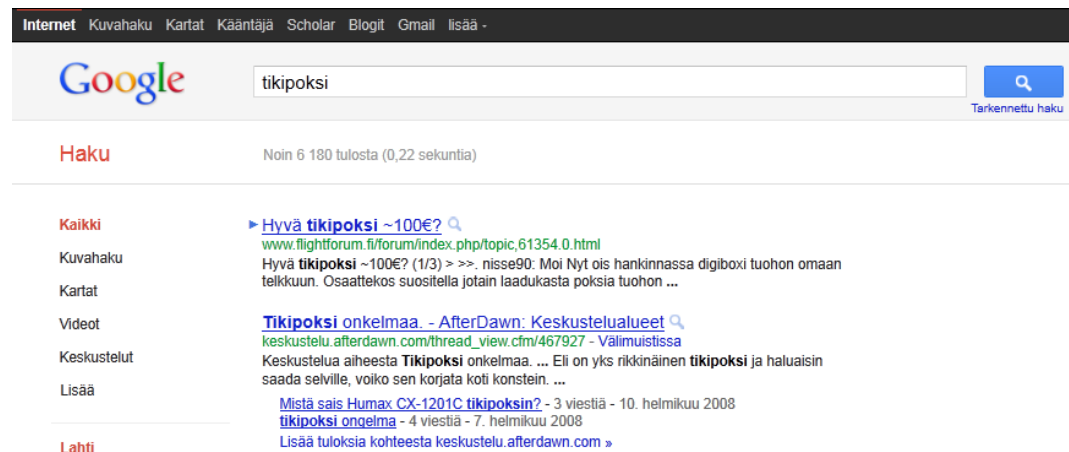 Internet Kuvahaku Kartat Kääntäjä Scholar Blogit Gmail lisää
Google
tikipoksi
Tarkennettu haku
Haku
Noin 6 180 tulosta (0,22 sekuntia)
Kaikki
Kuvahaku
Kartat
Videot
Keskustelut
Lisää
Lahti
Hyvä tikipoksi ~100€?
www.flightforum.fi/forum/index.php/topic,61354.0.html
Hyvä tikipoksi ~100€? (1/3) > >>. nisse90: Moi Nyt ois hankinnassa digiboxi tuohon omaan
telkkuun. Osaattekos suositella jotain laadukasta poksia tuohon ...
Tikipoksi onkelmaa. - AfterDawn: Keskustelualueet
keskustelu.afterdawn.com/thread_view.cfm/467927 - Välimuistissa
Keskustelua aiheesta Tikipoksi onkelmaa. ... Eli on yks rikkinäinen tikipoksi ja haluaisin
saada selville, voiko sen korjata koti konstein. ...
Mistä sais Humax CX-1201C tikipoksin? - 3 viestiä - 10. helmikuu 2008
tikipoksi ongelma - 4 viestiä - 7. helmikuu 2008
Lisää tuloksia kohteesta keskustelu.afterdawn.com »